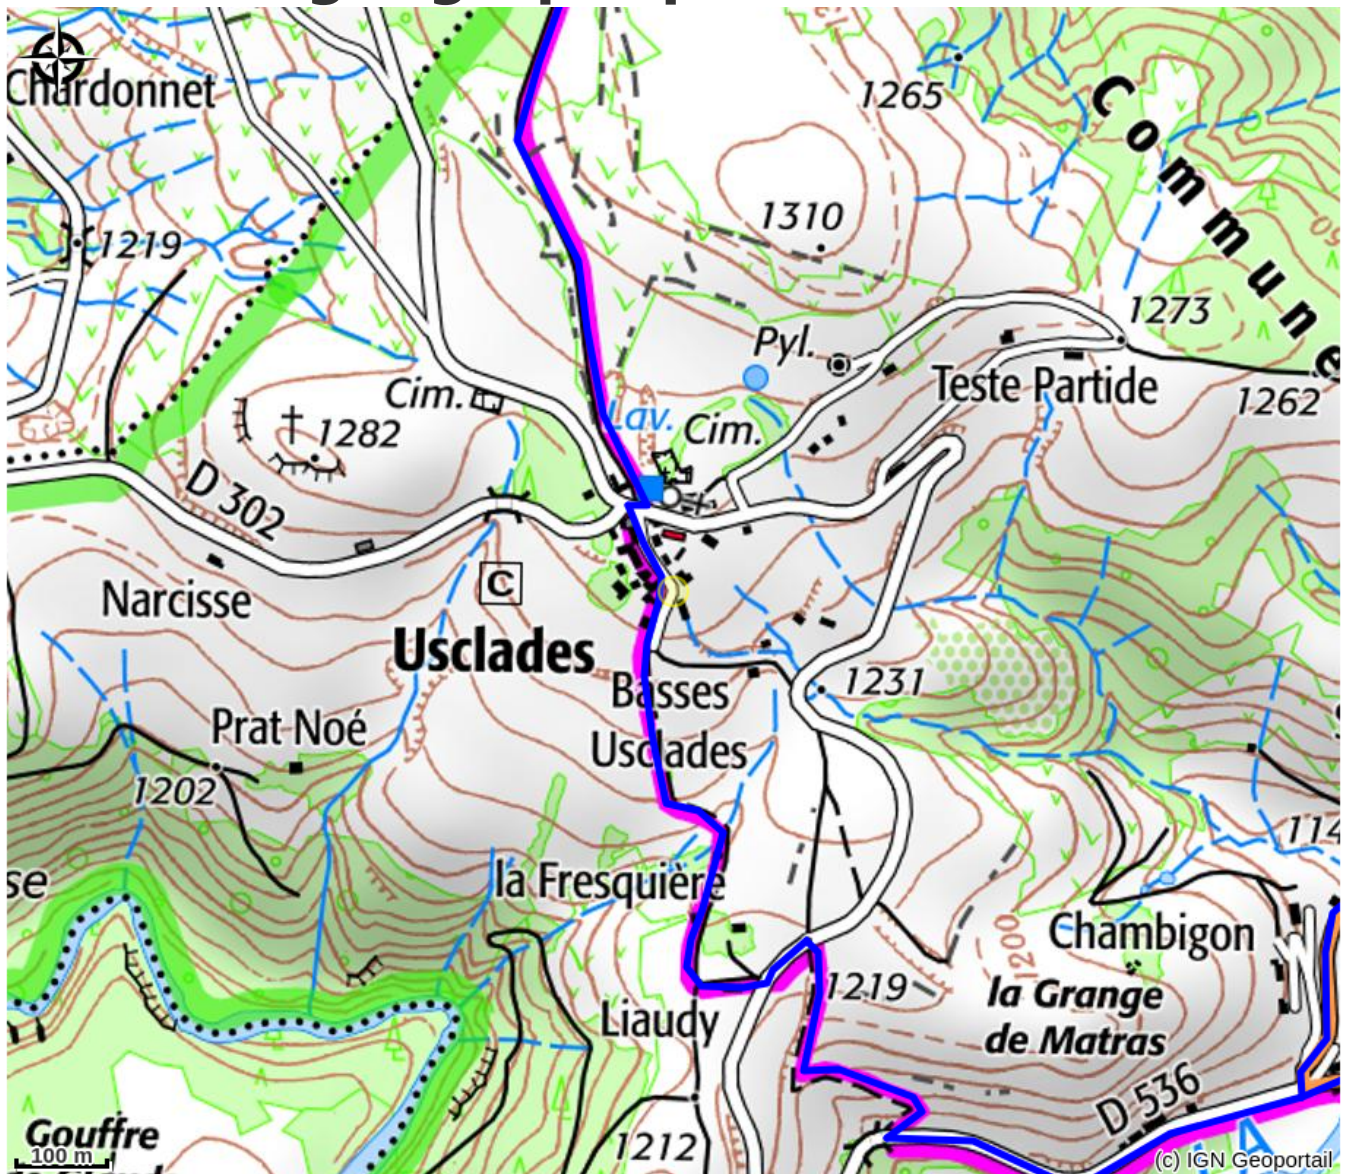 Chardonnet
1265
Commune
1219
1310
1273
Pyl.
Teste Partide
1262
Cim.
Lav.
Cim.
1282
D 302
Narcisse
C
Usclades
1231
Basses
Usclades
Prat Noé
1202
114
se
la Fresquière
Chambigon
1200
1219
la Grange
de Matras
Liaudy
D 536
Gouffre
1212
100 m
(c) IGN Geoportail